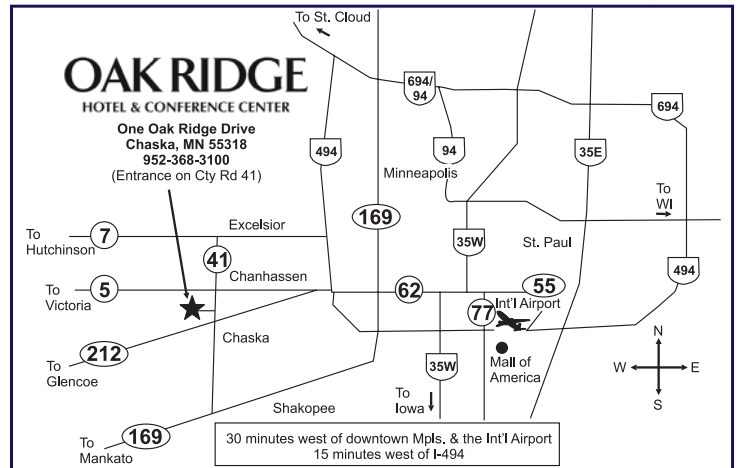 To St. Cloud
OAK RIDGE
HOTEL & CONFERENCE CENTER
One Oak Ridge Drive
Chaska, MN 55318
952-368-3100
(Entrance on Cty Rd 41)
694/
94
694
494
94
35E
Minneapolis
To
WI
169
To
Hutchinson
7
Excelsior
41
35W
St. Paul
Chanhassen
494
To
Victoria
5
62
55
77
Int'l Airport
Chaska
212
To
Glencoe
35W
Mall of
America
N
W
E
S
To
Iowa
Shakopee
To
Mankato
169
30 minutes west of downtown Mpls. & the Int'l Airport
15 minutes west of I-494